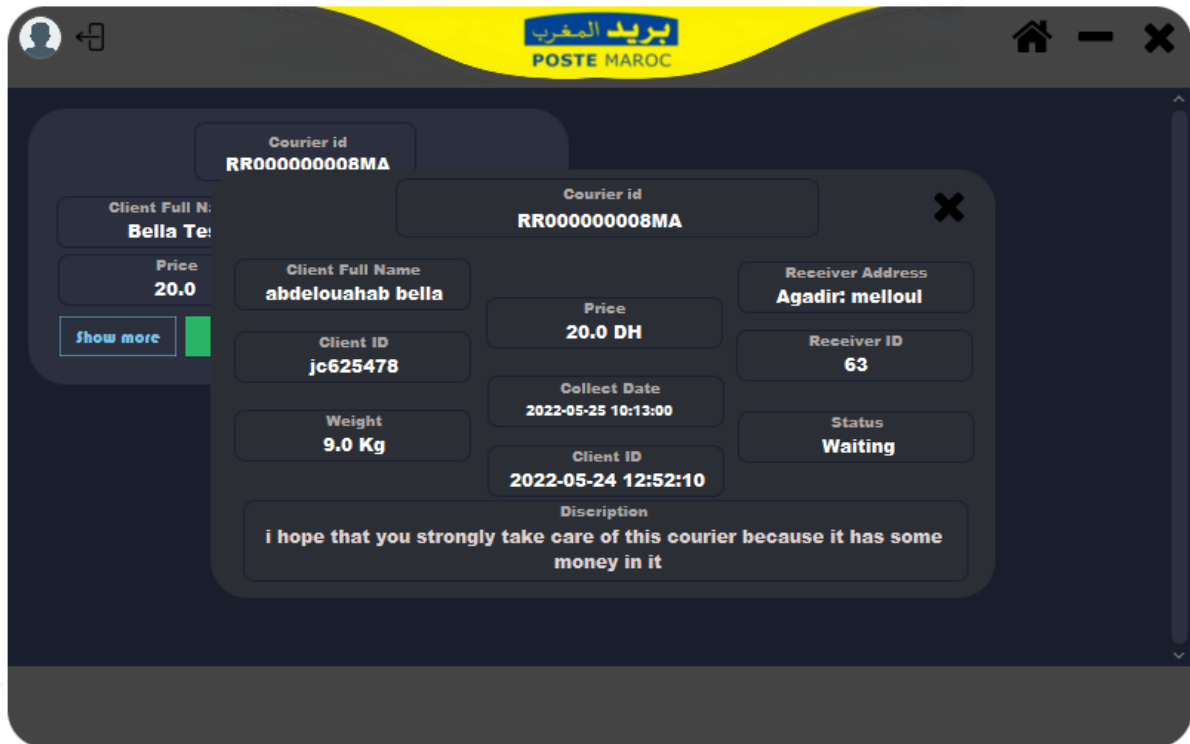 بريد المغرب
POSTE MAROC
Courier id
RR000000008MA
Client Full
Bella
Price
20.0
Show more
Courier id
RR000000008MA
Client Full Name
abdelouahab bella
Client ID
jc625478
Weight
9.0 Kg
Price
20.0 DH
Collect Date
2022-05-25 10:13:00
Client ID
2022-05-24 12:52:10
Receiver Address
Agadir: melloul
Receiver ID
63
Status
Waiting
Discription
i hope that you strongly take care of this courier because it has some
money in it